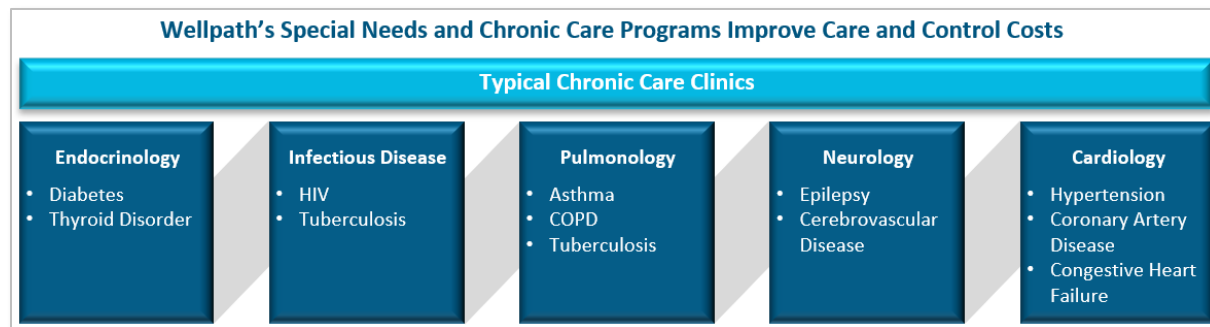 Wellpath's Special Needs and Chronic Care Programs Improve Care and Control Costs
Typical Chronic Care Clinics
Endocrinology
• Diabetes
• Thyroid Disorder
Infectious Disease
• HIV
• Tuberculosis
Pulmonology
• Asthma
• COPD
• Tuberculosis
Neurology
• Epilepsy
• Cerebrovascular
Disease
Cardiology
• Hypertension
• Coronary Artery
Disease
• Congestive Heart
Failure